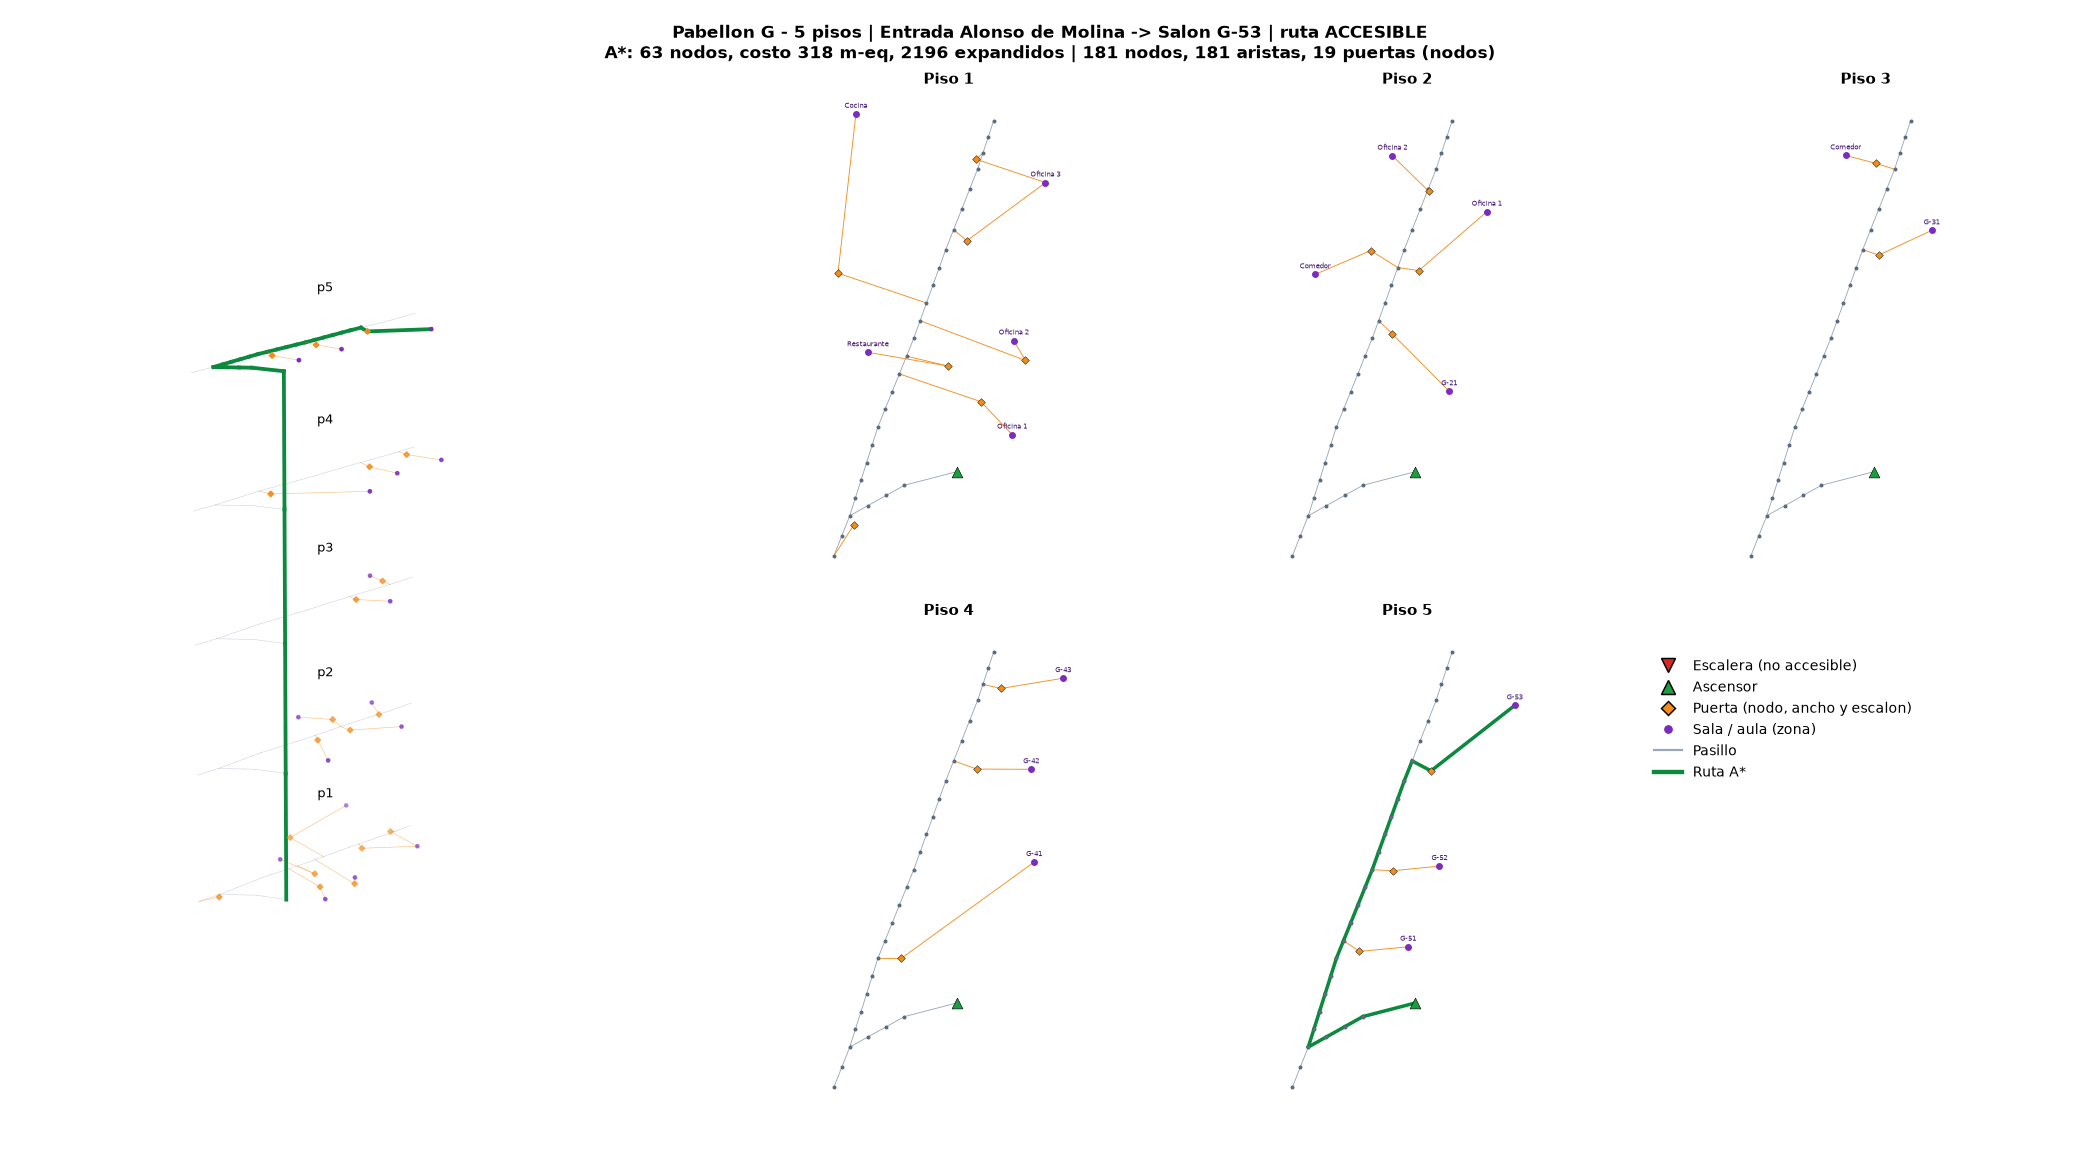 Pabellon G - 5 pisos | Entrada Alonso de Molina -> Salon G-53 | ruta ACCESIBLE
A*: 63 nodos, costo 318 m-eq, 2196 expandidos | 181 nodos, 181 aristas, 19 puertas (nodos)
p5
p4
p3
p2
p1
Piso 1
Cocina
Oficina 3
Oficina 2
Restaurante
Oficina 1
Piso 2
Oficina 2
Oficina 1
Comedor
G-21
Piso 3
Comedor
G-31
Piso 4
G-43
G-42
G-41
Piso 5
G-53
G-52
G-51
Escalera (no accesible)
Ascensor
Puerta (nodo, ancho y escalon)
Sala / aula (zona)
Pasillo
Ruta A*